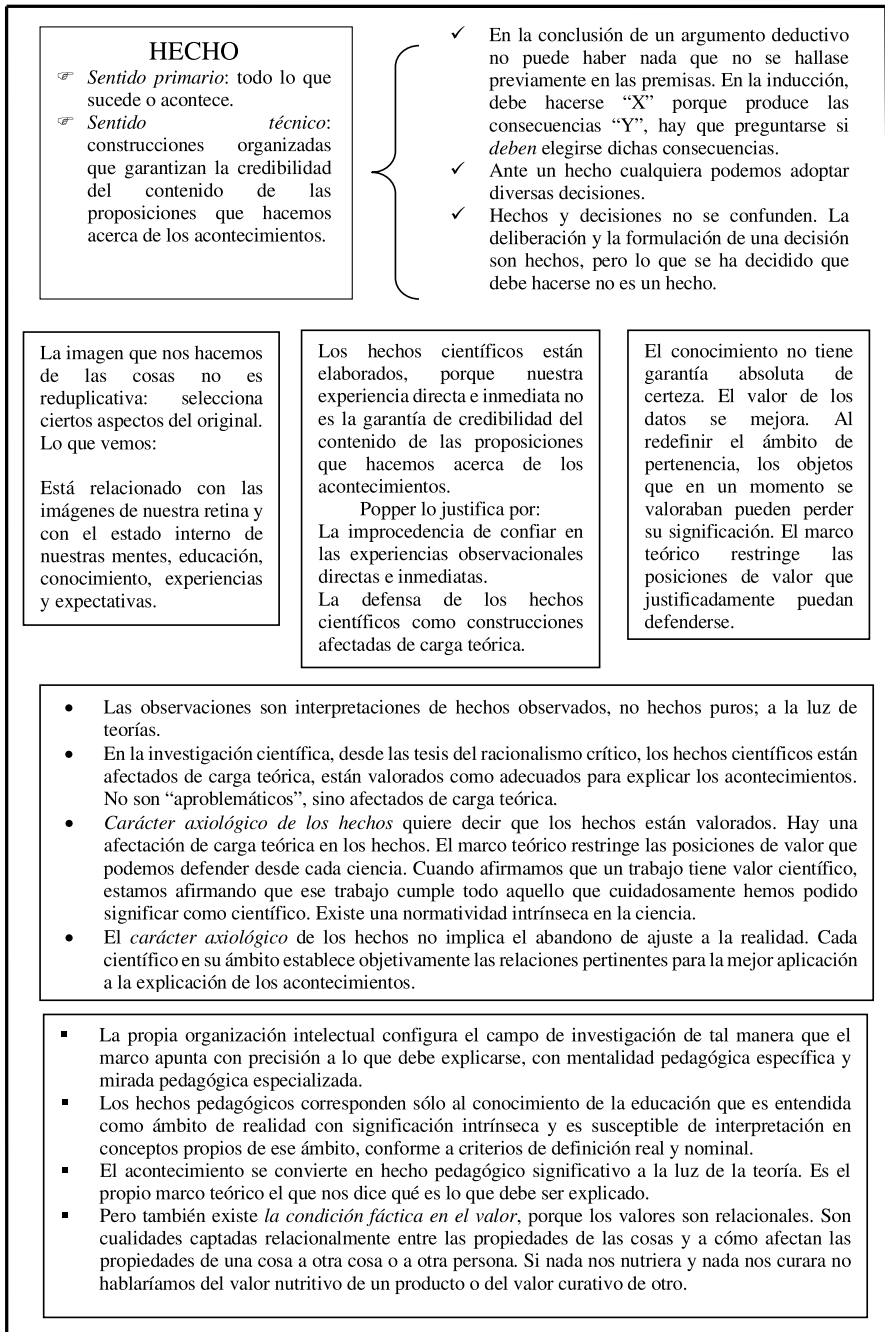 HECHO
☞ Sentido primario: todo lo que
sucede o acontece.
☞ Sentido técnico:
construcciones organizadas
que garantizan la credibilidad
del contenido de las
proposiciones que hacemos
acerca de los acontecimientos.
✓ En la conclusión de un argumento deductivo
no puede haber nada que no se hallase
previamente en las premisas. En la inducción,
debe hacerse “X” porque produce las
consecuencias “Y”, hay que preguntarse si
deben elegirse dichas consecuencias.
✓ Ante un hecho cualquiera podemos adoptar
diversas decisiones.
✓ Hechos y decisiones no se confunden. La
deliberación y la formulación de una decisión
son hechos, pero lo que se ha decidido que
debe hacerse no es un hecho.
La imagen que nos hacemos
de las cosas no es
reduplicativa: selecciona
ciertos aspectos del original.
Lo que vemos:
Está relacionado con las
imágenes de nuestra retina y
con el estado interno de
nuestras mentes, educación,
conocimiento, experiencias
y expectativas.
Los hechos científicos están
elaborados, porque nuestra
experiencia directa e inmediata no
es la garantía de credibilidad del
contenido de las proposiciones
que hacemos acerca de los
acontecimientos.
Popper lo justifica por:
La improcedencia de confiar en
las experiencias observacionales
directas e inmediatas.
La defensa de los hechos
científicos como construcciones
afectadas de carga teórica.
El conocimiento no tiene
garantía absoluta de
certeza. El valor de los
datos se mejora. Al
redefinir el ámbito de
pertenencia, los objetos
que en un momento se
valoraban pueden perder
su significación. El marco
teórico restringe las
posiciones de valor que
justificadamente puedan
defenderse.
• Las observaciones son interpretaciones de hechos observados, no hechos puros; a la luz de
teorías.
• En la investigación científica, desde las tesis del racionalismo crítico, los hechos científicos están
afectados de carga teórica, están valorados como adecuados para explicar los acontecimientos.
No son “aproblemáticos”, sino afectados de carga teórica.
• Carácter axiológico de los hechos quiere decir que los hechos están valorados. Hay una
afectación de carga teórica en los hechos. El marco teórico restringe las posiciones de valor que
podemos defender desde cada ciencia. Cuando afirmamos que un trabajo tiene valor científico,
estamos afirmando que ese trabajo cumple todo aquello que cuidadosamente hemos podido
significar como científico. Existe una normatividad intrínseca en la ciencia.
• El carácter axiológico de los hechos no implica el abandono de ajuste a la realidad. Cada
científico en su ámbito establece objetivamente las relaciones pertinentes para la mejor aplicación
a la explicación de los acontecimientos.
▪ La propia organización intelectual configura el campo de investigación de tal manera que el
marco apunta con precisión a lo que debe explicarse, con mentalidad pedagógica específica y
mirada pedagógica especializada.
▪ Los hechos pedagógicos corresponden sólo al conocimiento de la educación que es entendida
como ámbito de realidad con significación intrínseca y es susceptible de interpretación en
conceptos propios de ese ámbito, conforme a criterios de definición real y nominal.
▪ El acontecimiento se convierte en hecho pedagógico significativo a la luz de la teoría. Es el
propio marco teórico el que nos dice qué es lo que debe ser explicado.
▪ Pero también existe la condición fáctica en el valor, porque los valores son relacionales. Son
cualidades captadas relacionalmente entre las propiedades de las cosas y a cómo afectan las
propiedades de una cosa a otra cosa o a otra persona. Si nada nos nutriera y nada nos curara no
hablaríamos del valor nutritivo de un producto o del valor curativo de otro.